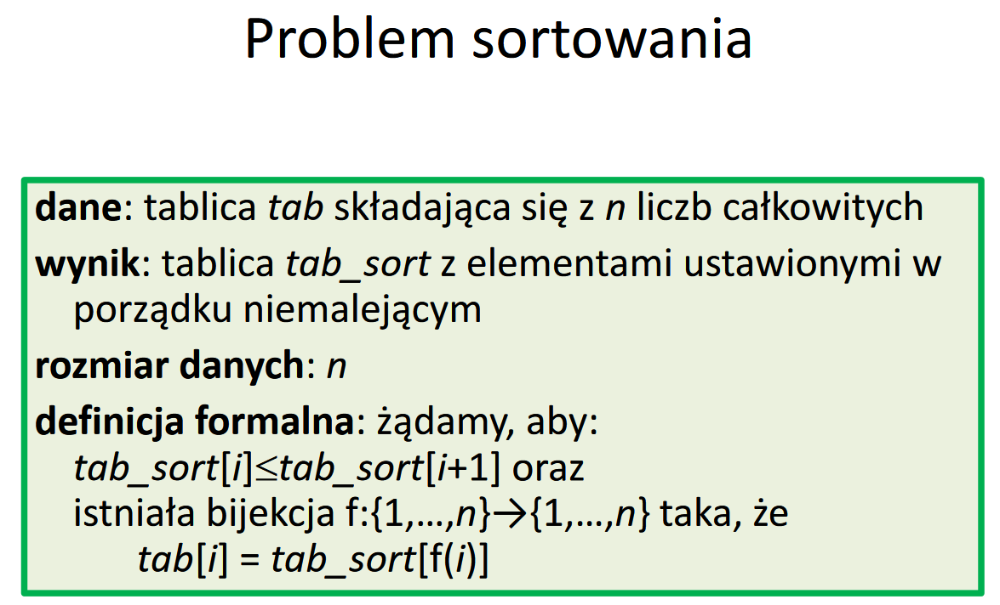 Problem sortowania
dane: tablica tab składająca się z n liczb całkowitych
wynik: tablica tab_sort z elementami ustawionymi w
porządku niemalejącym
rozmiar danych: n
definicja formalna: żądamy, aby:
tab_sort[i]≤tab_sort[i+1] oraz
istniała bijekcja f:{1,…,n}→{1,…,n} taka, że
tab[i] = tab_sort[f(i)]